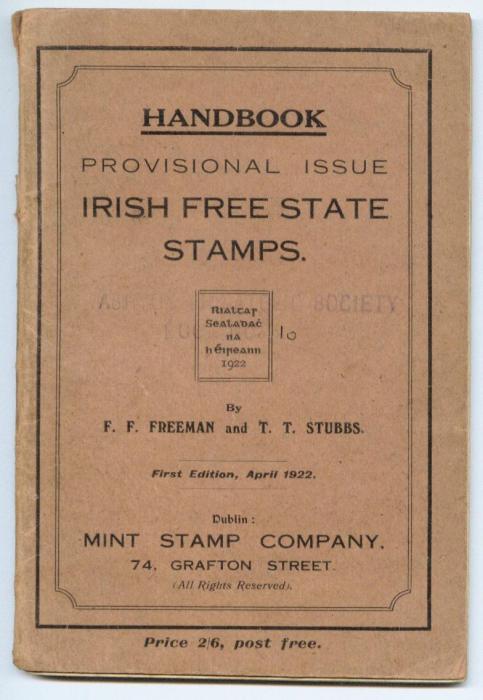 HANDBOOK
PROVISIONAL ISSUE
IRISH FREE STATE
STAMPS.
SOCIETY
Rialtar
Sealadaċ
na
hÉireann
1922
10
By
F. F. FREEMAN and T. T. STUBBS.
First Edition, April 1922.
Dublin:
MINT STAMP COMPANY.
74, GRAFTON STREET.
(All Rights Reserved).
Price 2/6, post free.